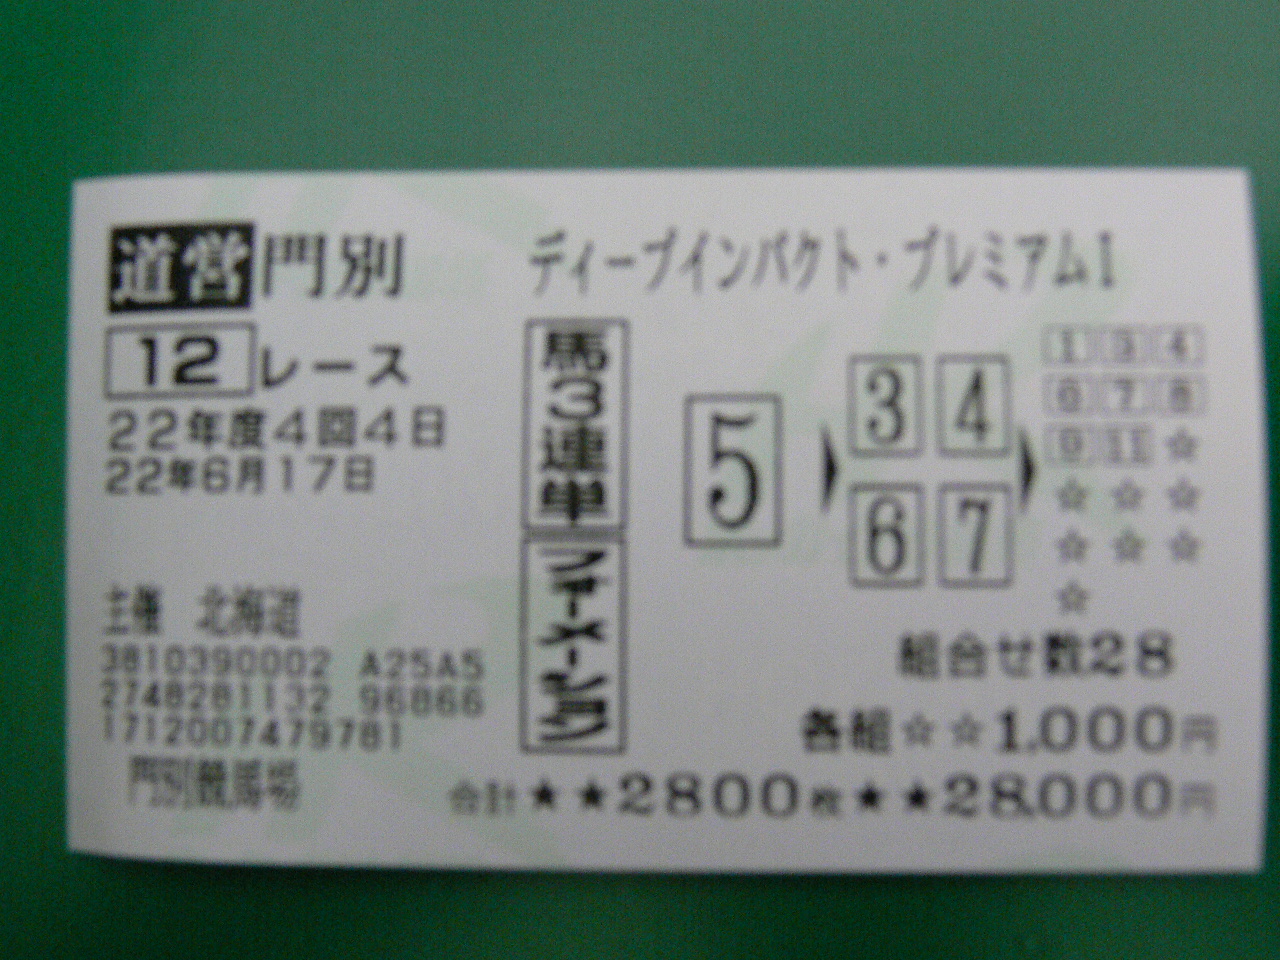 道営 門別
ディープインパクト・プレミアムI
12 レース
22年度4回4日
22年6月17日
馬3連単
フォーメーション
5 ▶ 3 4 ▶
6 7
1 3 4
6 7 8
9 11 ☆
☆ ☆ ☆
☆ ☆ ☆
☆
組合せ数28
主催 北海道
3810390002 A25A5
2748281132 96866
1712007479781
門別競馬場
各組☆☆1,000円
合計★★2800枚★★28,000円